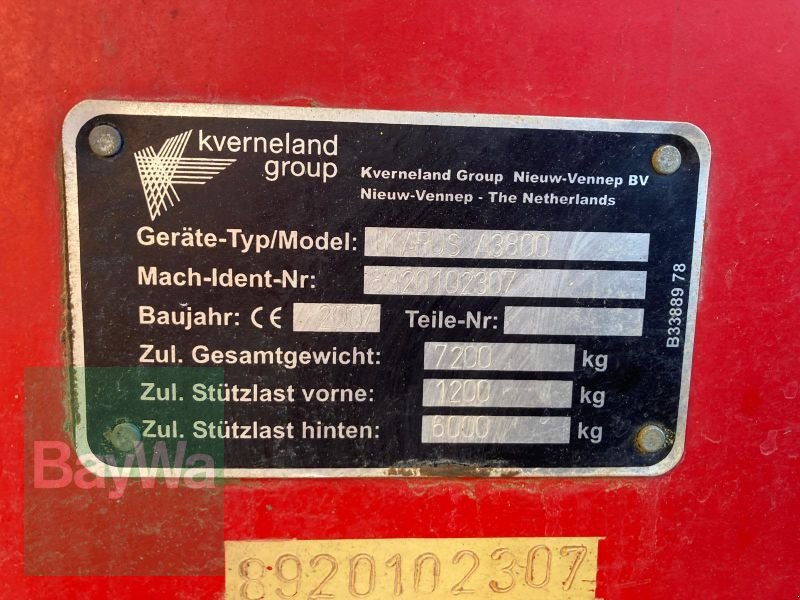 kverneland
group
Kverneland Group Nieuw-Vennep BV
Nieuw-Vennep - The Netherlands
Geräte-Typ/Model: IKARUS A3800
Mach-Ident-Nr: 8920102307
Baujahr: CE 2007 Teile-Nr:
Zul. Gesamtgewicht: 7200 kg
Zul. Stützlast vorne: 1200 kg
Zul. Stützlast hinten: 6000 kg
B33889 78
BayWa
8920102307